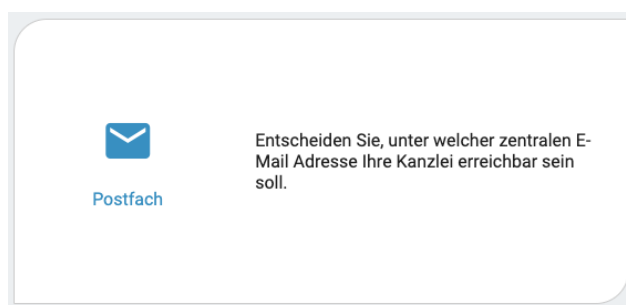 Entscheiden Sie, unter welcher zentralen E-
Mail Adresse Ihre Kanzlei erreichbar sein
soll.
Postfach